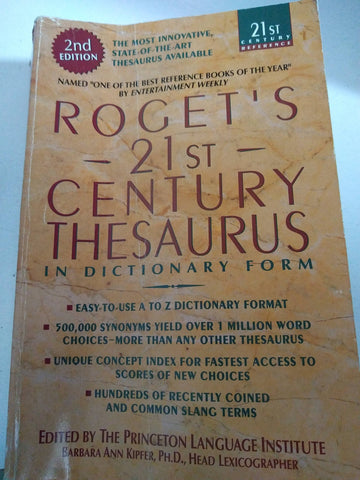 2nd
EDITION
THE MOST INNOVATIVE,
STATE-OF-THE-ART
THESAURUS AVAILABLE
21ST
CENTURY
REFERENCE
NAMED "ONE OF THE BEST REFERENCE BOOKS OF THE YEAR"
BY ENTERTAINMENT WEEKLY
ROGET'S
– 21ST –
CENTURY
THESAURUS
IN DICTIONARY FORM
■ EASY-TO-USE A TO Z DICTIONARY FORMAT
■ 500,000 SYNONYMS YIELD OVER 1 MILLION WORD
CHOICES–MORE THAN ANY OTHER THESAURUS
■ UNIQUE CONCEPT INDEX FOR FASTEST ACCESS TO
SCORES OF NEW CHOICES
■ HUNDREDS OF RECENTLY COINED
AND COMMON SLANG TERMS
EDITED BY THE PRINCETON LANGUAGE INSTITUTE
BARBARA ANN KIPFER, PH.D., HEAD LEXICOGRAPHER